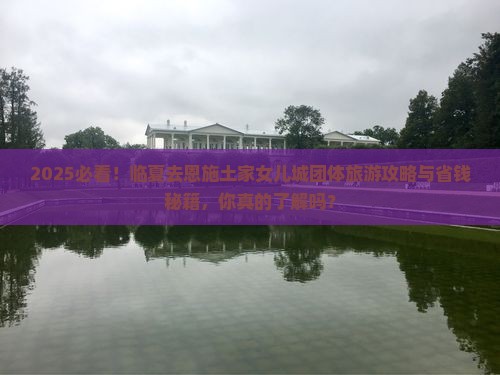 2025必看！临夏去恩施土家女儿城团体旅游攻略与省钱
秘籍，你真的了解吗？